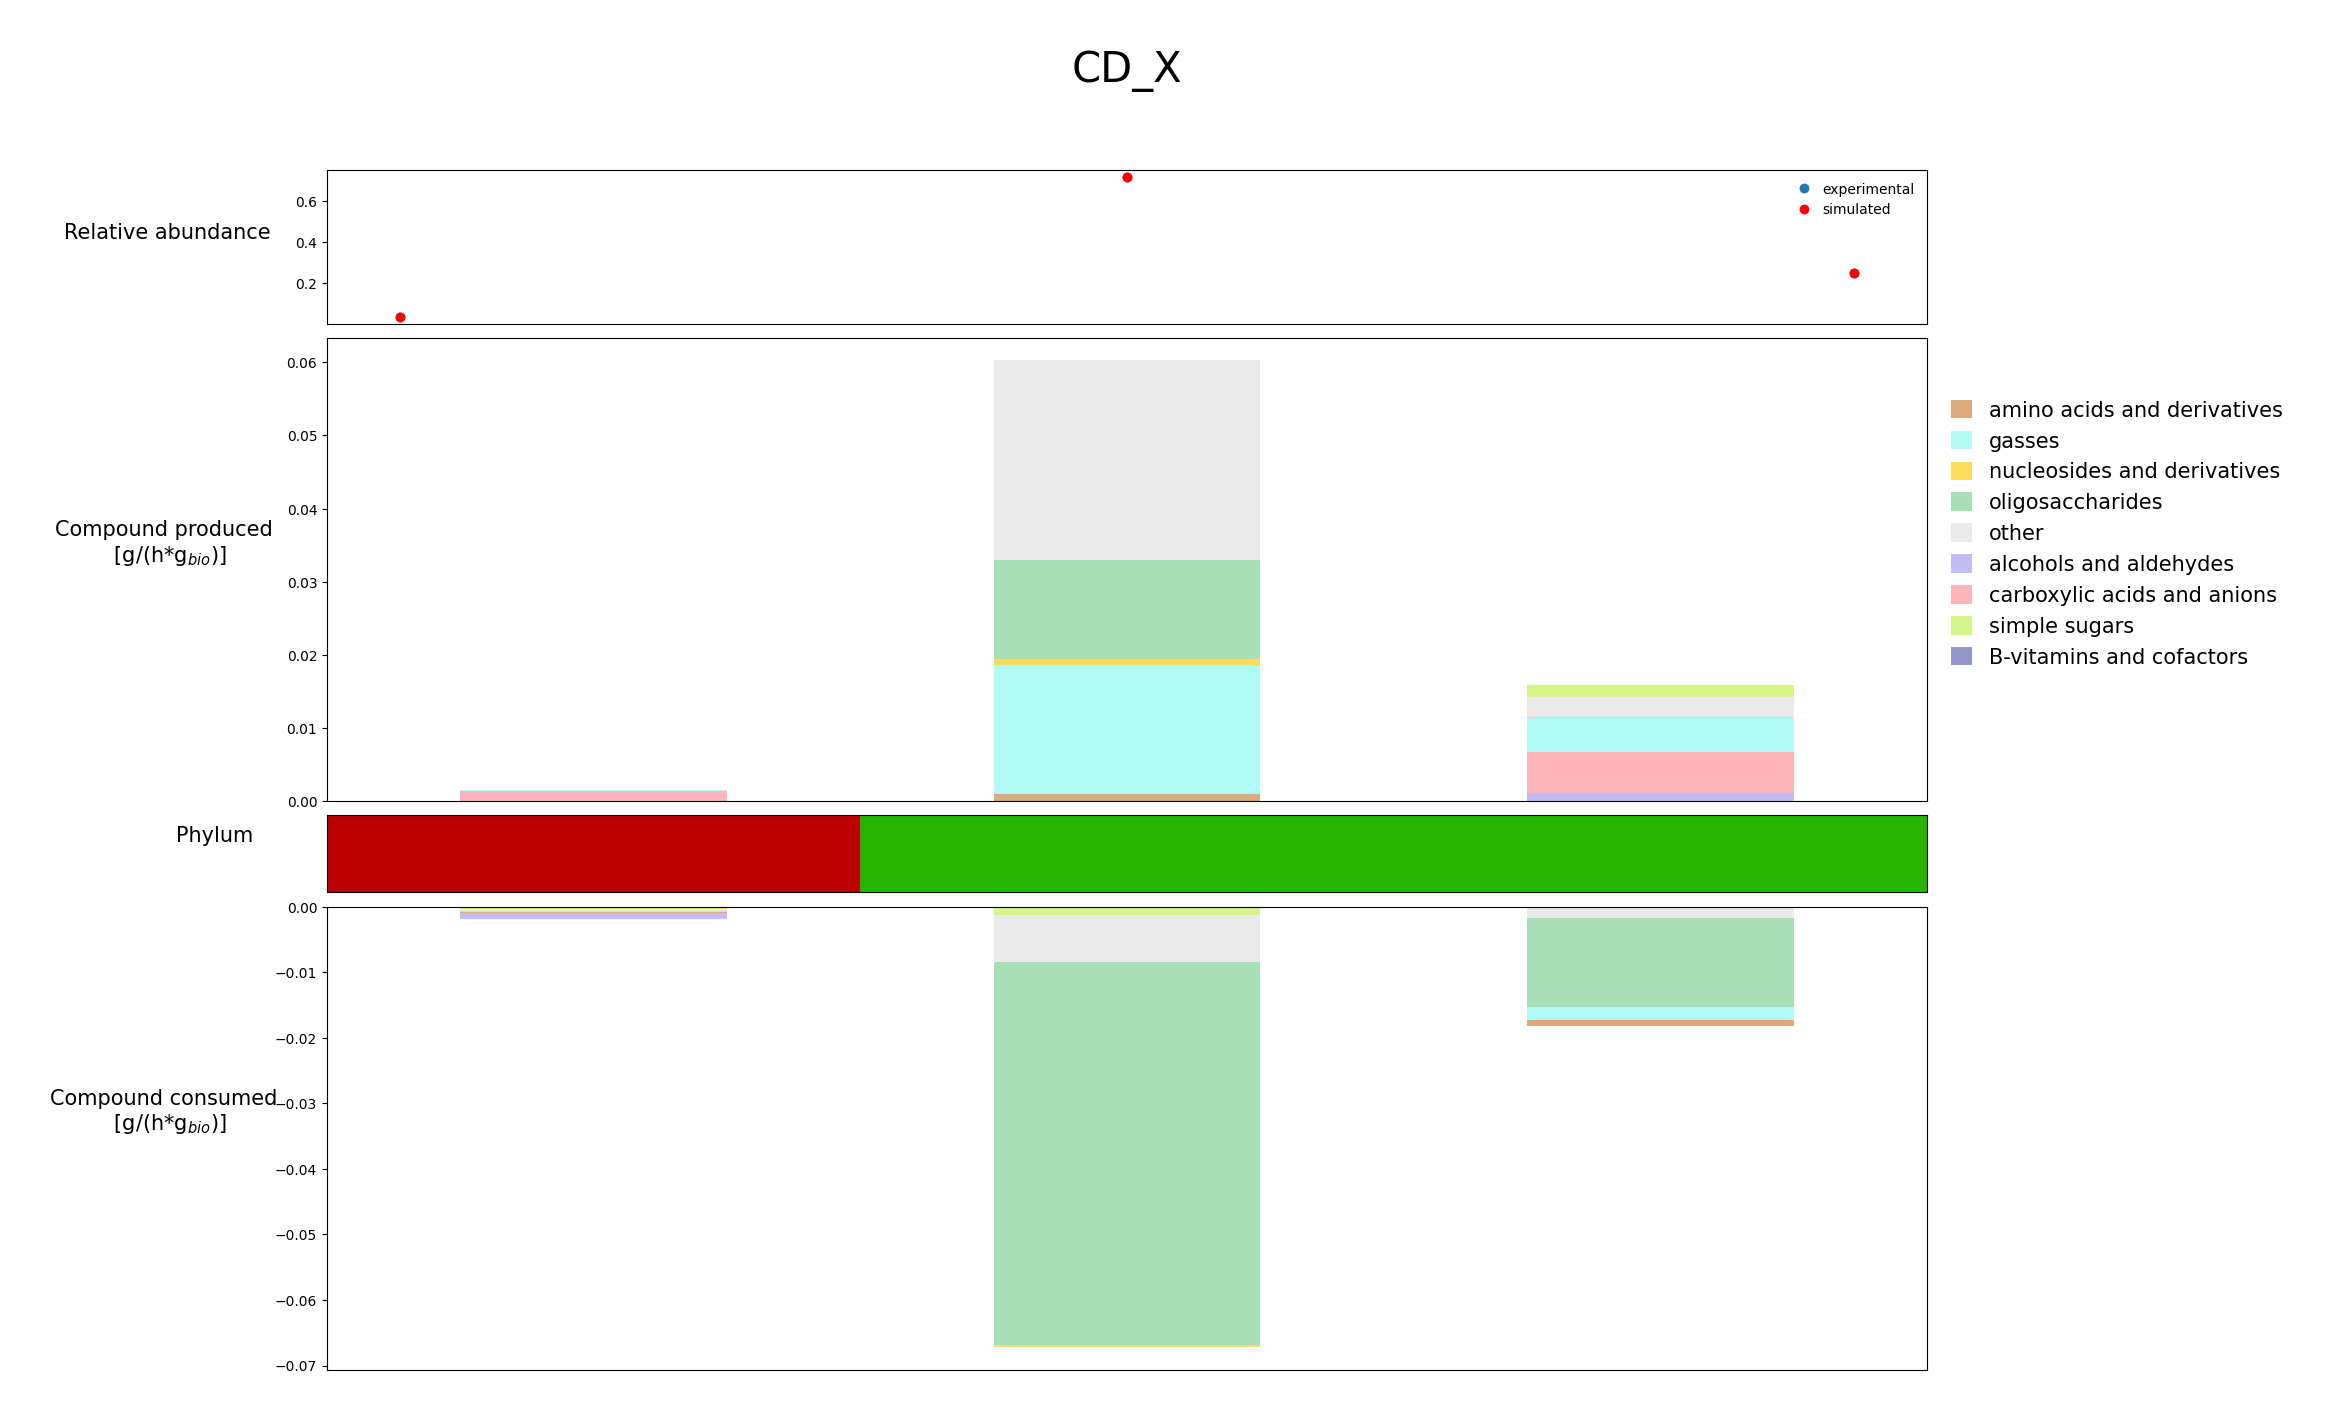 CD_X
Relative abundance
0.6
0.4
0.2
experimental
simulated
Compound produced
[g/(h*g_bio)]
0.06
0.05
0.04
0.03
0.02
0.01
0.00
amino acids and derivatives
gasses
nucleosides and derivatives
oligosaccharides
other
alcohols and aldehydes
carboxylic acids and anions
simple sugars
B-vitamins and cofactors
Phylum
Compound consumed
[g/(h*g_bio)]
0.00
−0.01
−0.02
−0.03
−0.04
−0.05
−0.06
−0.07